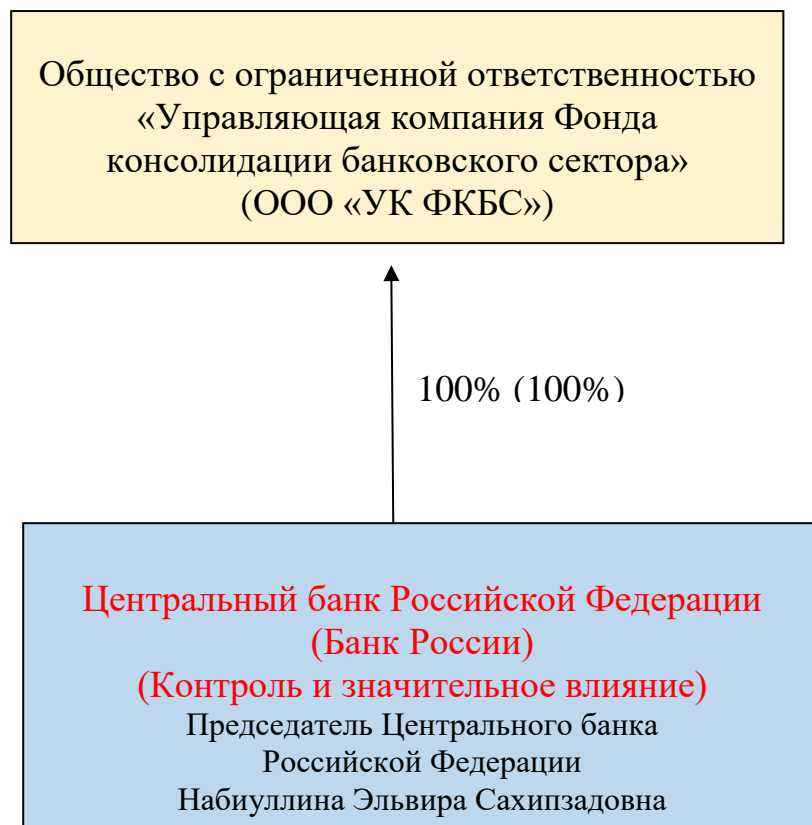 Общество с ограниченной ответственностью
«Управляющая компания Фонда
консолидации банковского сектора»
(ООО «УК ФКБС»)
100% (100%)
Центральный банк Российской Федерации
(Банк России)
(Контроль и значительное влияние)
Председатель Центрального банка
Российской Федерации
Набиуллина Эльвира Сахипзадовна